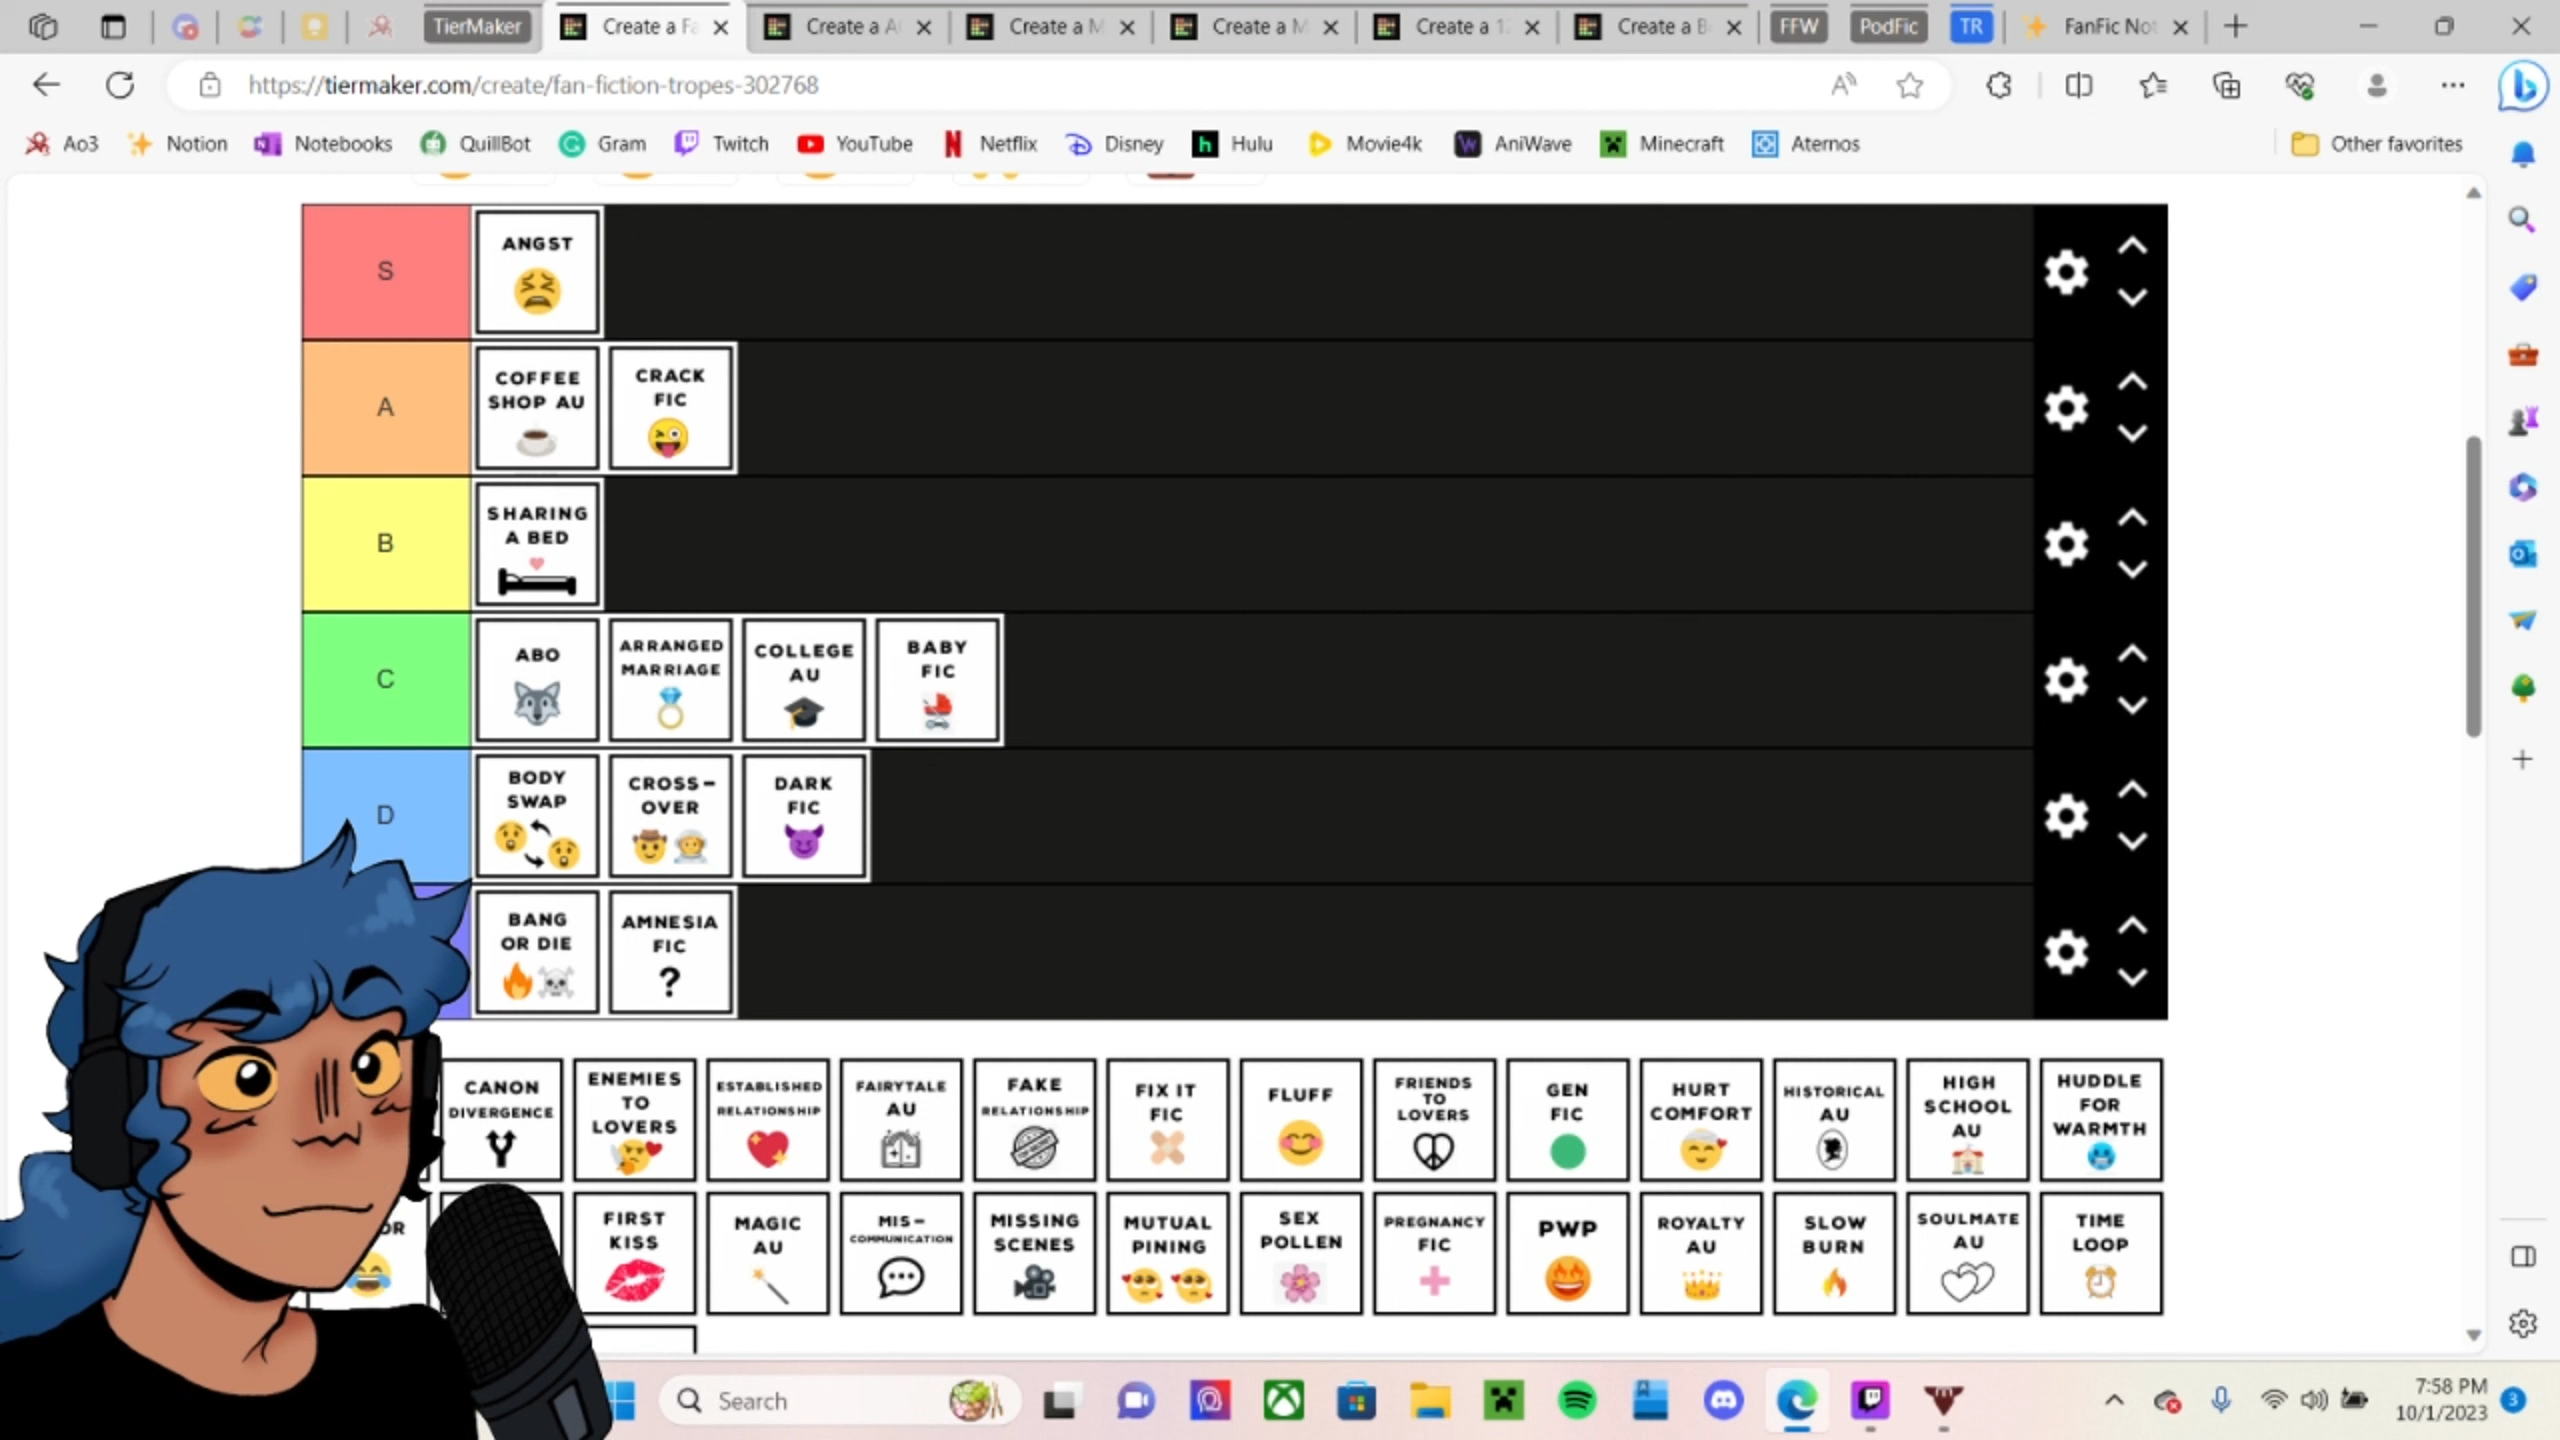 TierMaker
Create a Fa
Create a A
Create a M
Create a M
Create a 1
Create a B
FFW
PodFic
TR
FanFic No
https://tiermaker.com/create/fan-fiction-tropes-302768
Ao3
Notion
Notebooks
QuillBot
Gram
Twitch
YouTube
Netflix
Disney
Hulu
Movie4k
AniWave
Minecraft
Aternos
Other favorites
S
ANGST
A
COFFEE
SHOP AU
CRACK
FIC
B
SHARING
A BED
C
ABO
ARRANGED
MARRIAGE
COLLEGE
AU
BABY
FIC
D
BODY
SWAP
CROSS-
OVER
DARK
FIC
BANG
OR DIE
AMNESIA
FIC
?
CANON
DIVERGENCE
ENEMIES
TO
LOVERS
ESTABLISHED
RELATIONSHIP
FAIRYTALE
AU
FAKE
RELATIONSHIP
FIX IT
FIC
FLUFF
FRIENDS
TO
LOVERS
GEN
FIC
HURT
COMFORT
HISTORICAL
AU
HIGH
SCHOOL
AU
HUDDLE
FOR
WARMTH
OR
FIRST
KISS
MAGIC
AU
MIS-
COMMUNICATION
MISSING
SCENES
MUTUAL
PINING
SEX
POLLEN
PREGNANCY
FIC
PWP
ROYALTY
AU
SLOW
BURN
SOULMATE
AU
TIME
LOOP
Search
7:58 PM
10/1/2023
3